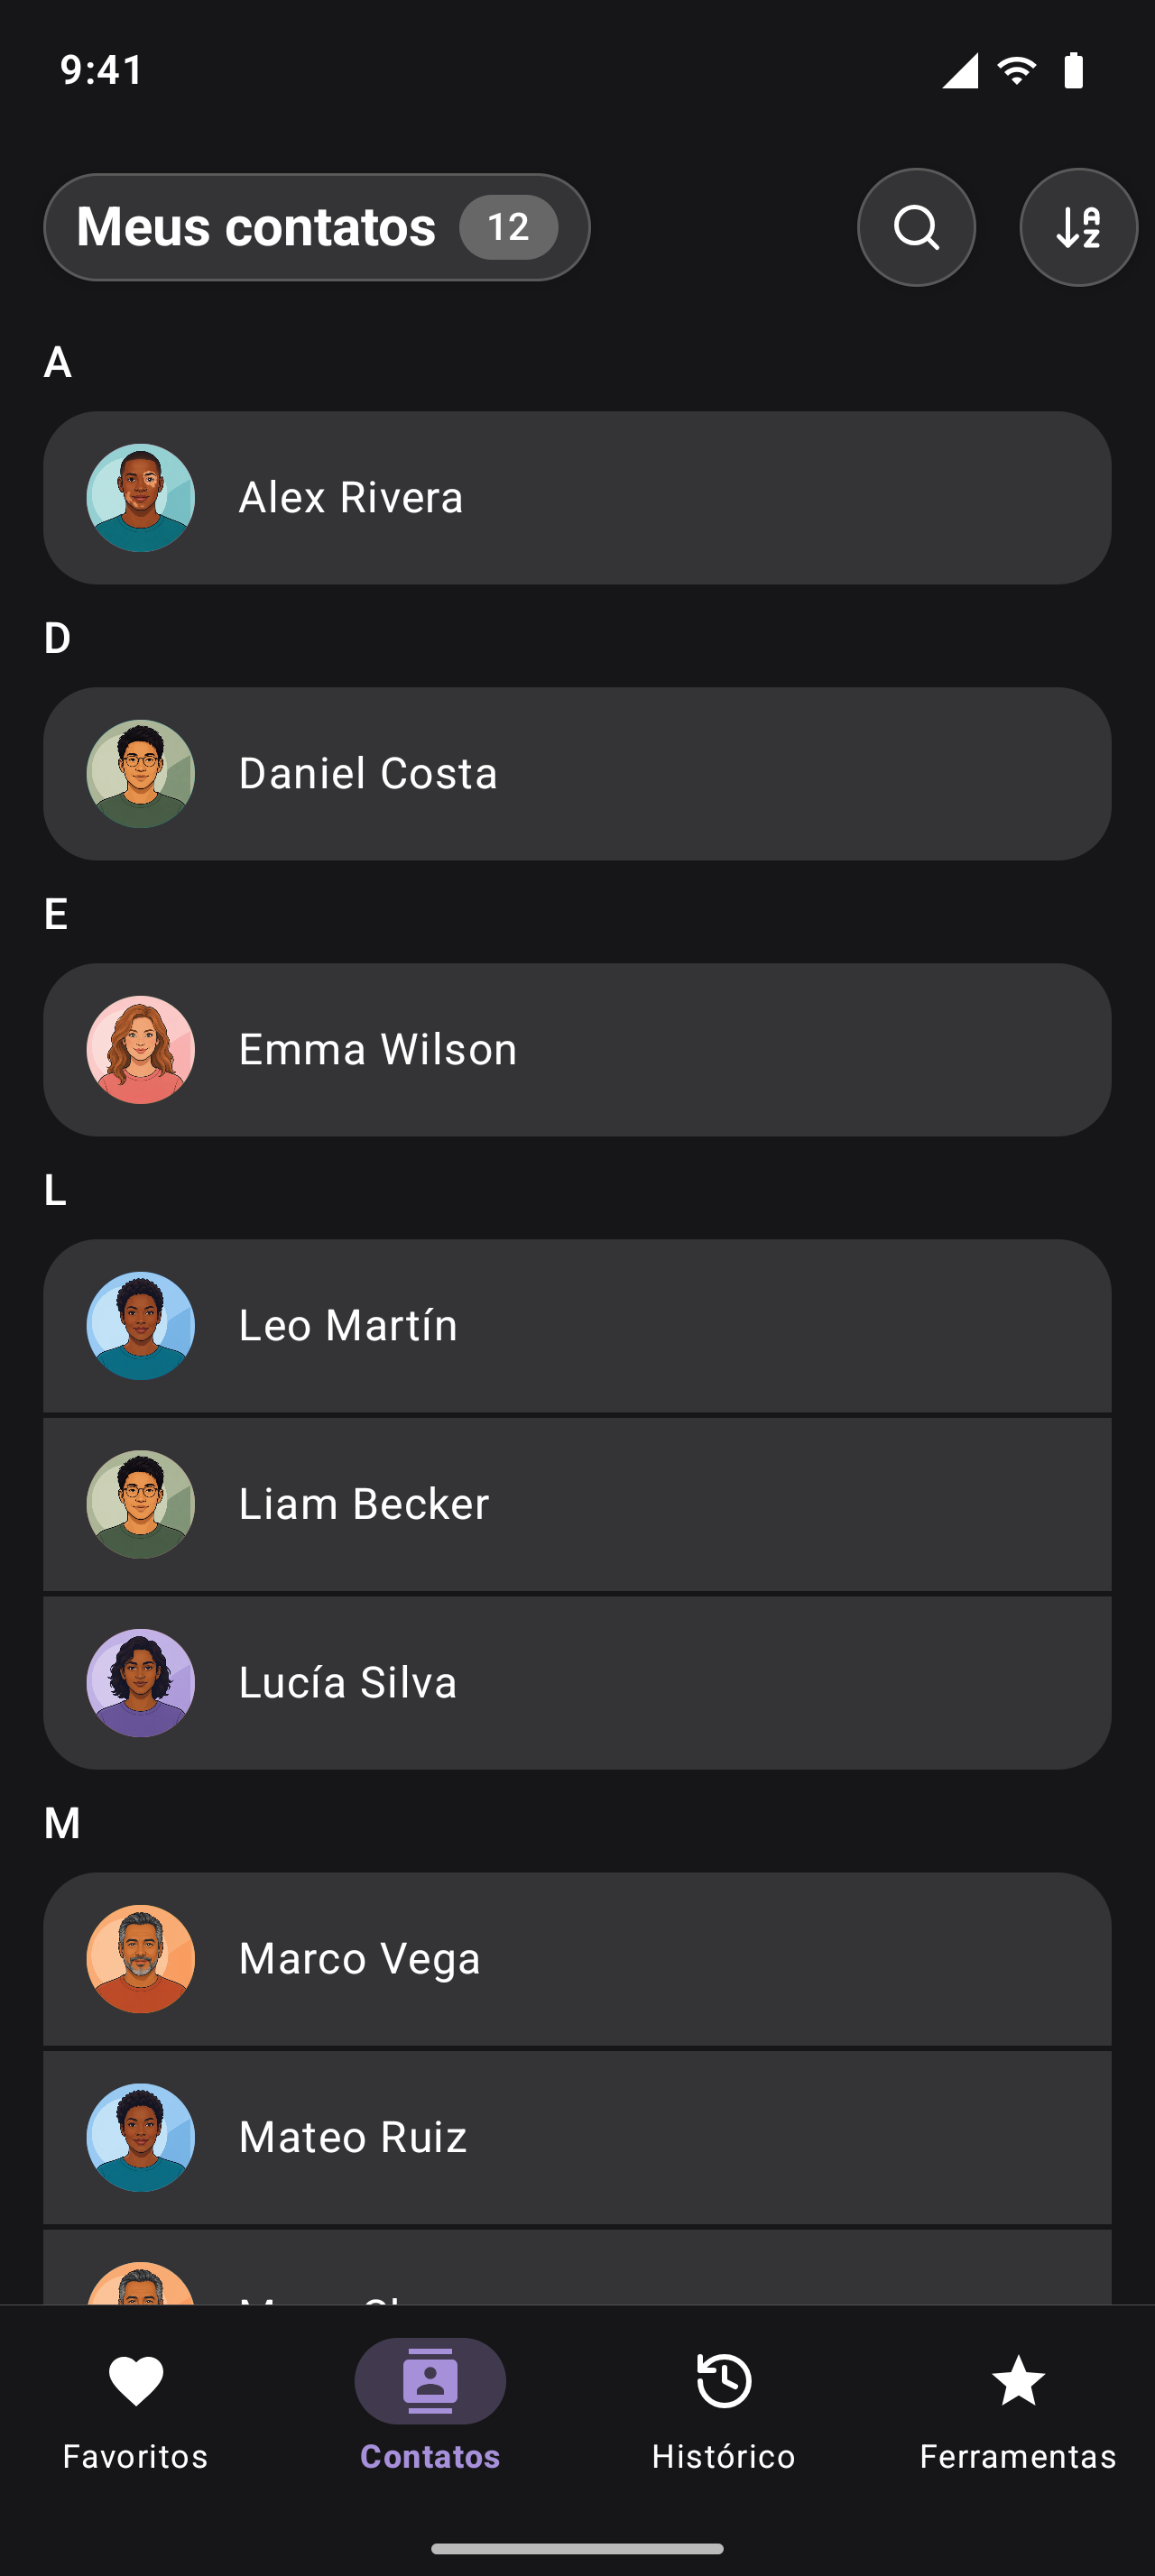 9:41
Meus contatos 12
A
Alex Rivera
D
Daniel Costa
E
Emma Wilson
L
Leo Martín
Liam Becker
Lucía Silva
M
Marco Vega
Mateo Ruiz
Favoritos
Contatos
Histórico
Ferramentas